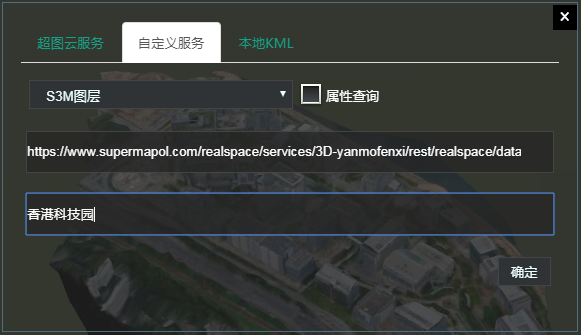 超图云服务 自定义服务 本地KML ×
S3M图层 ▼ 属性查询
https://www.supermapol.com/realspace/services/3D-yanmofenxi/rest/realspace/data
香港科技园
确定